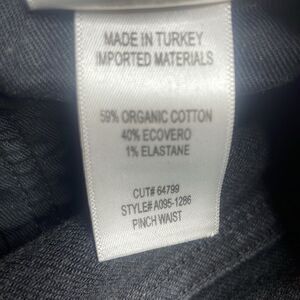 MADE IN TURKEY
IMPORTED MATERIALS
59% ORGANIC COTTON
40% ECOVERO
1% ELASTANE
CUT# 64799
STYLE# A095-1286
PINCH WAIST